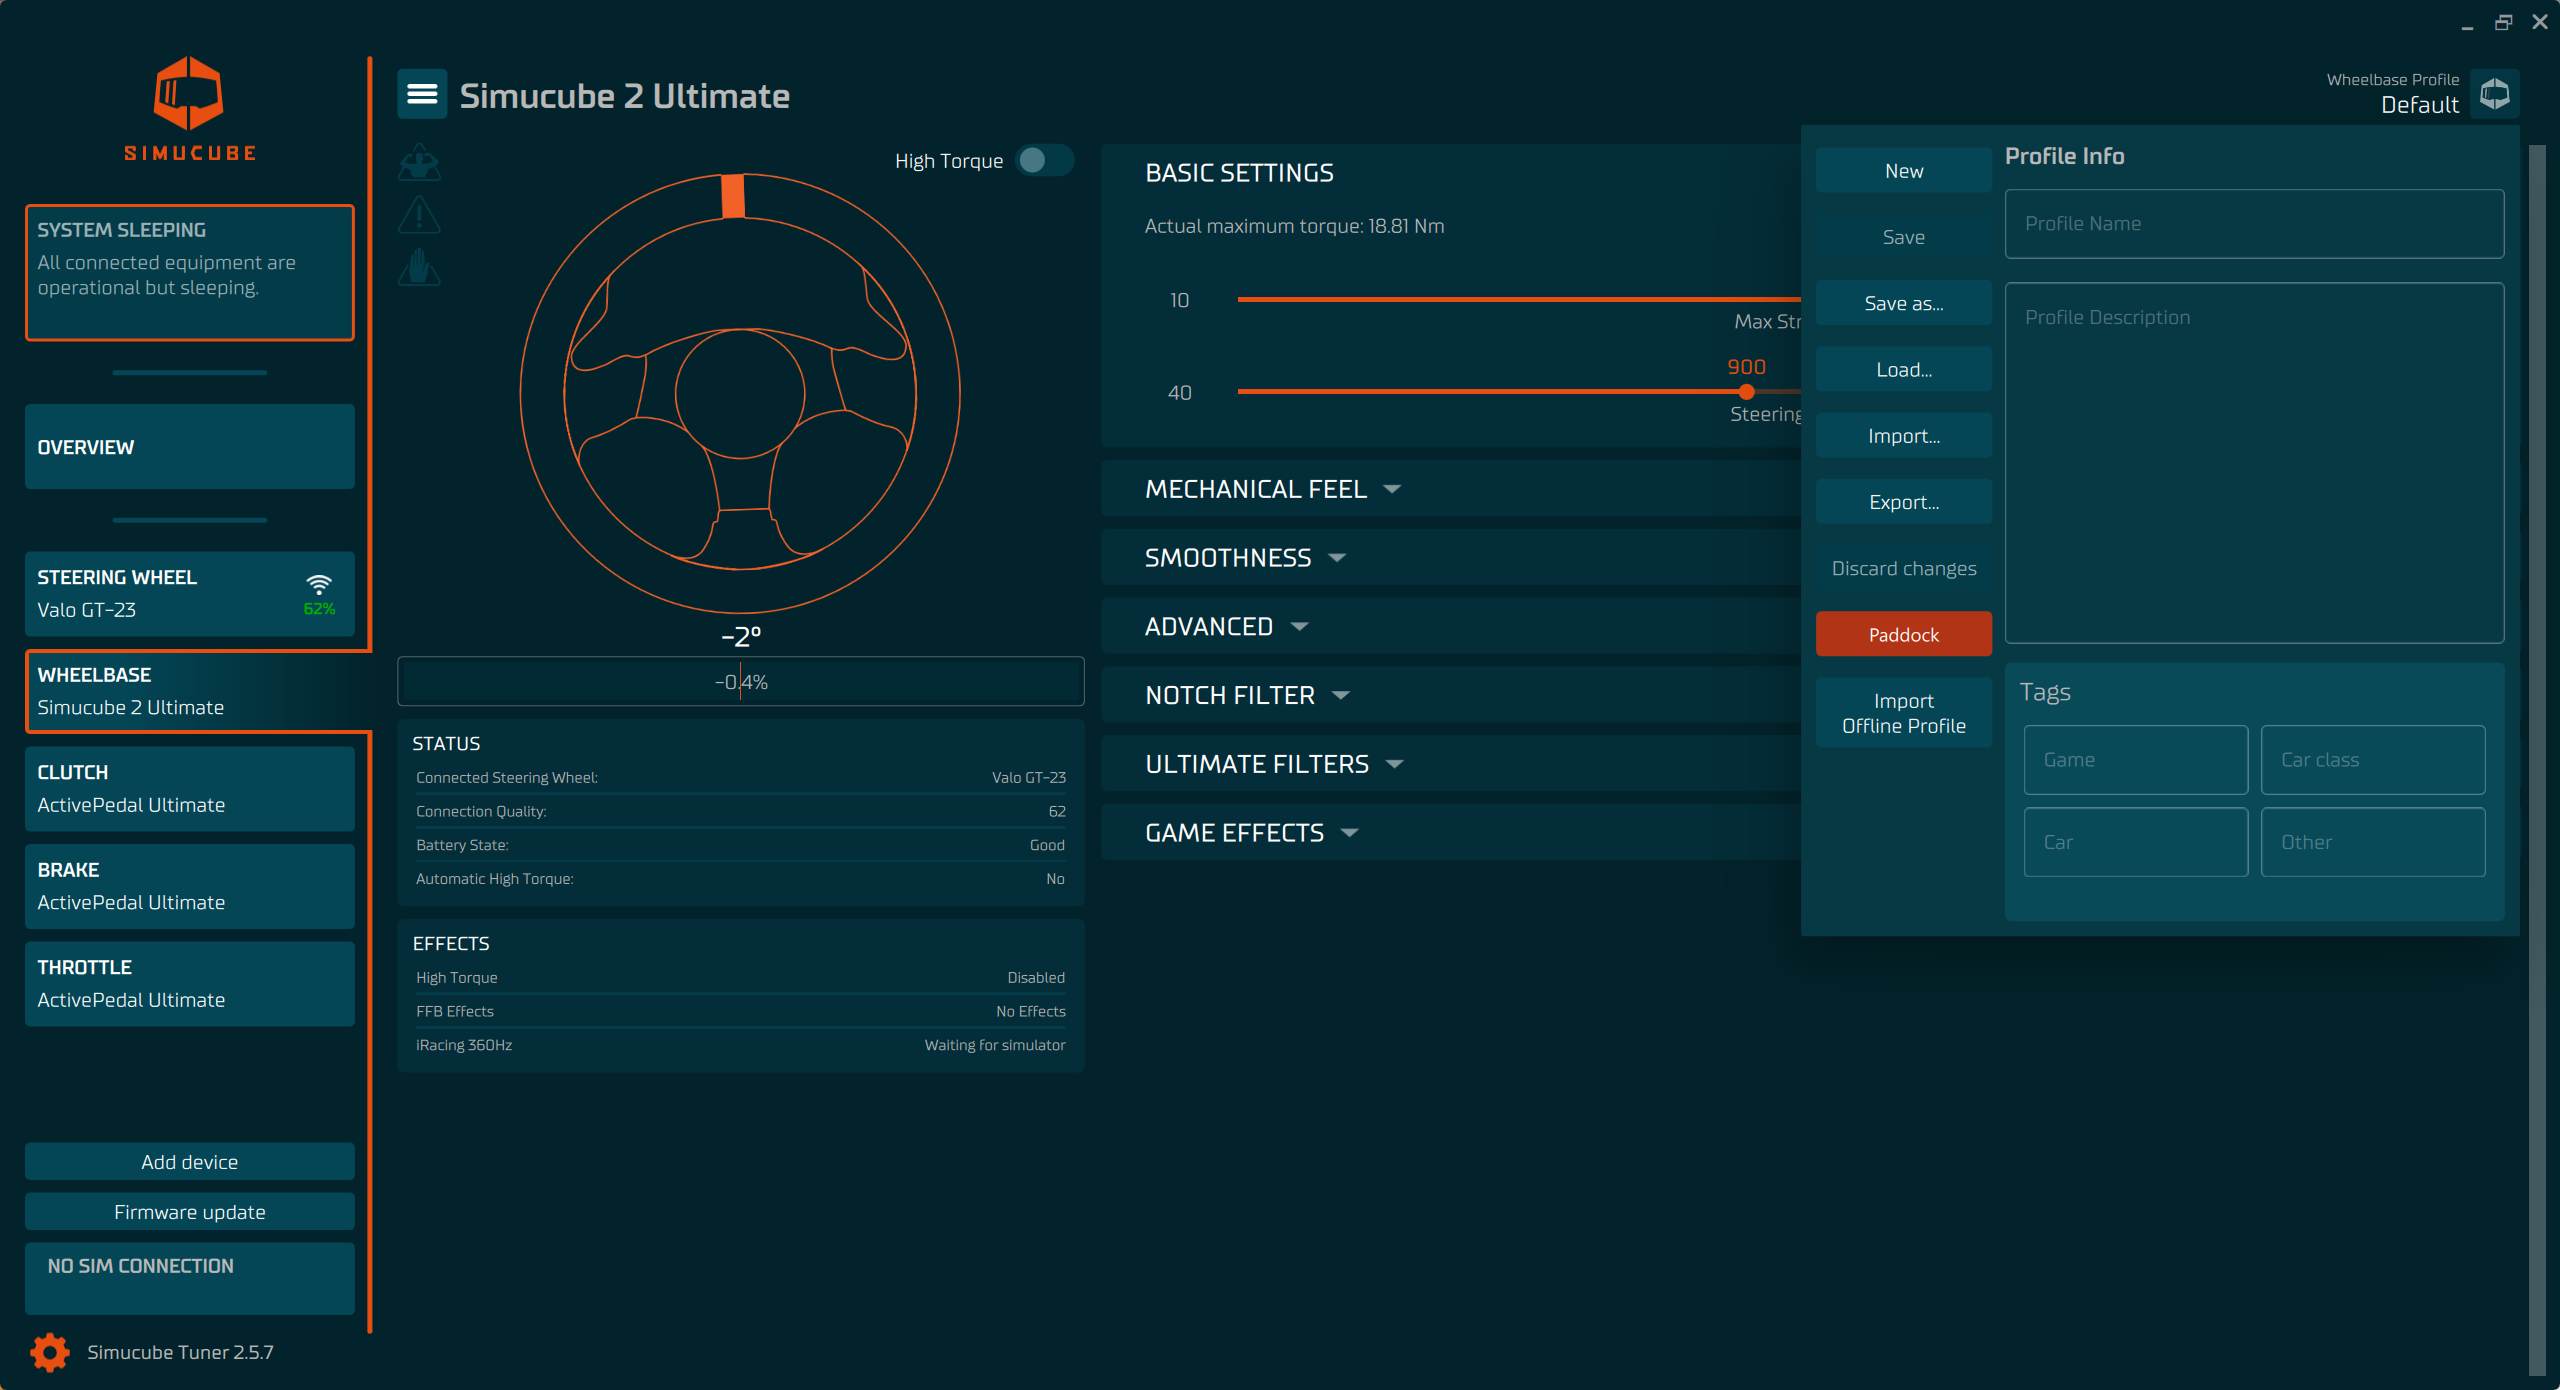 SIMUCUBE
SYSTEM SLEEPING
All connected equipment are
operational but sleeping.
OVERVIEW
STEERING WHEEL
Valo GT-23
62%
WHEELBASE
Simucube 2 Ultimate
CLUTCH
ActivePedal Ultimate
BRAKE
ActivePedal Ultimate
THROTTLE
ActivePedal Ultimate
Add device
Firmware update
NO SIM CONNECTION
Simucube Tuner 2.5.7
Simucube 2 Ultimate
High Torque
-2°
-0.4%
STATUS
Connected Steering Wheel: Valo GT-23
Connection Quality: 62
Battery State: Good
Automatic High Torque: No
EFFECTS
High Torque Disabled
FFB Effects No Effects
iRacing 360Hz Waiting for simulator
BASIC SETTINGS
Actual maximum torque: 18.81 Nm
10
Max Str
900
40
Steering
MECHANICAL FEEL
SMOOTHNESS
ADVANCED
NOTCH FILTER
ULTIMATE FILTERS
GAME EFFECTS
Wheelbase Profile
Default
New
Save
Save as...
Load...
Import...
Export...
Discard changes
Paddock
Import
Offline Profile
Profile Info
Profile Name
Profile Description
Tags
Game Car class
Car Other